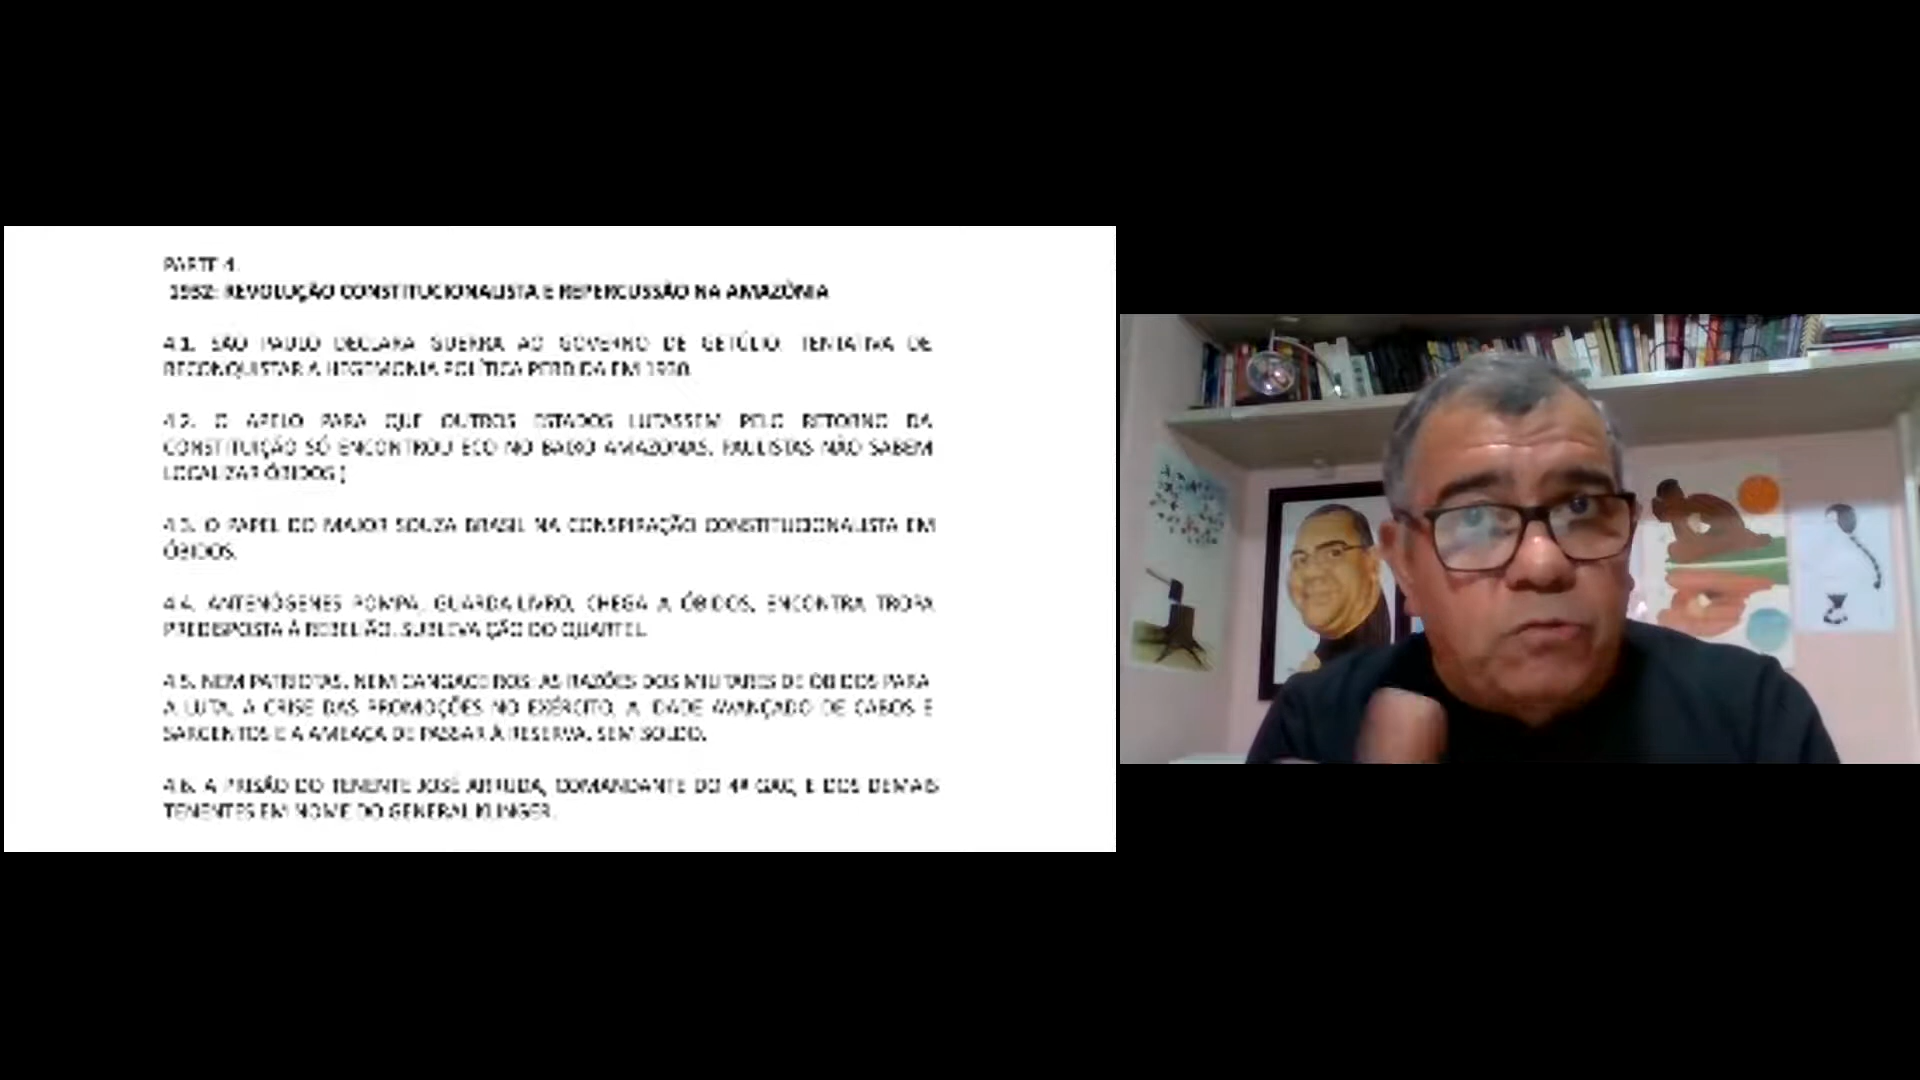 PARTE 4.
1932: REVOLUÇÃO CONSTITUCIONALISTA E REPERCUSSÃO NA AMAZÔNIA
4.1. SÃO PAULO DECLARA GUERRA AO GOVERNO DE GETÚLIO. TENTATIVA DE
RECONQUISTAR A HEGEMONIA POLÍTICA PERDIDA EM 1930.
4.2. O APELO PARA QUE OUTROS ESTADOS LUTASSEM PELO RETORNO DA
CONSTITUIÇÃO SÓ ENCONTROU ECO NO BAIXO AMAZONAS. PAULISTAS NÃO SABEM
LOCALIZAR ÓBIDOS
4.3. O PAPEL DO MAJOR SOUZA BRASIL NA CONSPIRAÇÃO CONSTITUCIONALISTA EM
ÓBIDOS.
4.4. ANTENÓGENES POMPA, GUARDA-LIVRO, CHEGA A ÓBIDOS, ENCONTRA TROPA
PREDISPOSTA À REBELIÃO. SUBLEVAÇÃO DO QUARTEL.
4.5. NEM PATRIOTAS, NEM CANGACEIROS: AS RAZÕES DOS MILITARES DE ÓBIDOS PARA
A LUTA. A CRISE DAS PROMOÇÕES NO EXÉRCITO. A IDADE AVANÇADO DE CABOS E
SARGENTOS E A AMEAÇA DE PASSAR À RESERVA, SEM SOLDO.
4.6. A PRISÃO DO TENENTE JOSÉ ARRUDA, COMANDANTE DO 4º GAC, E DOS DEMAIS
TENENTES EM NOME DO GENERAL KLINGER.